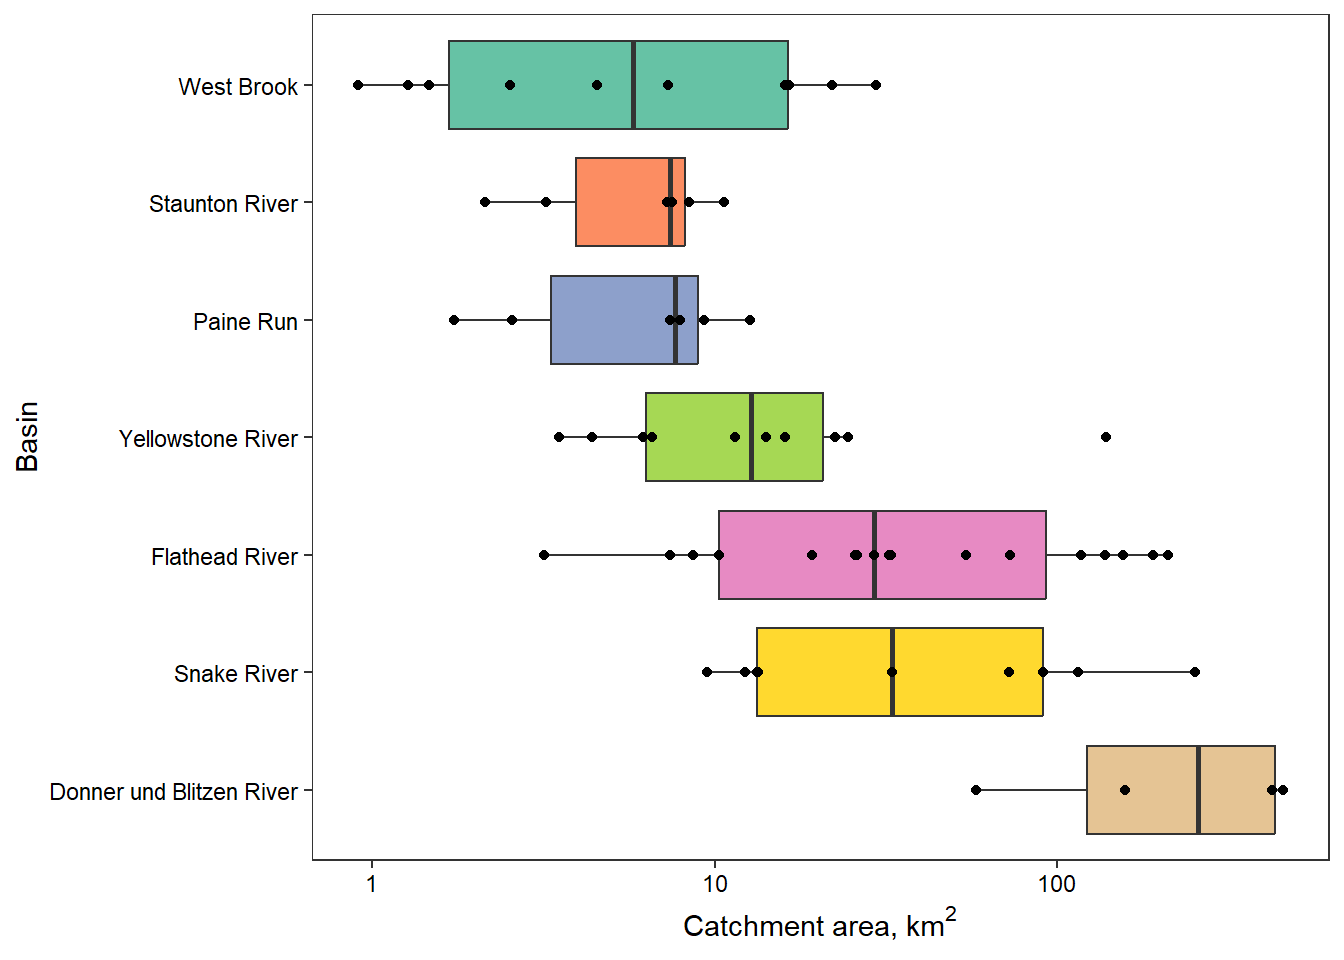 West Brook
Staunton River
Paine Run
Yellowstone River
Flathead River
Snake River
Donner und Blitzen River
Basin
1 10 100
Catchment area, km²